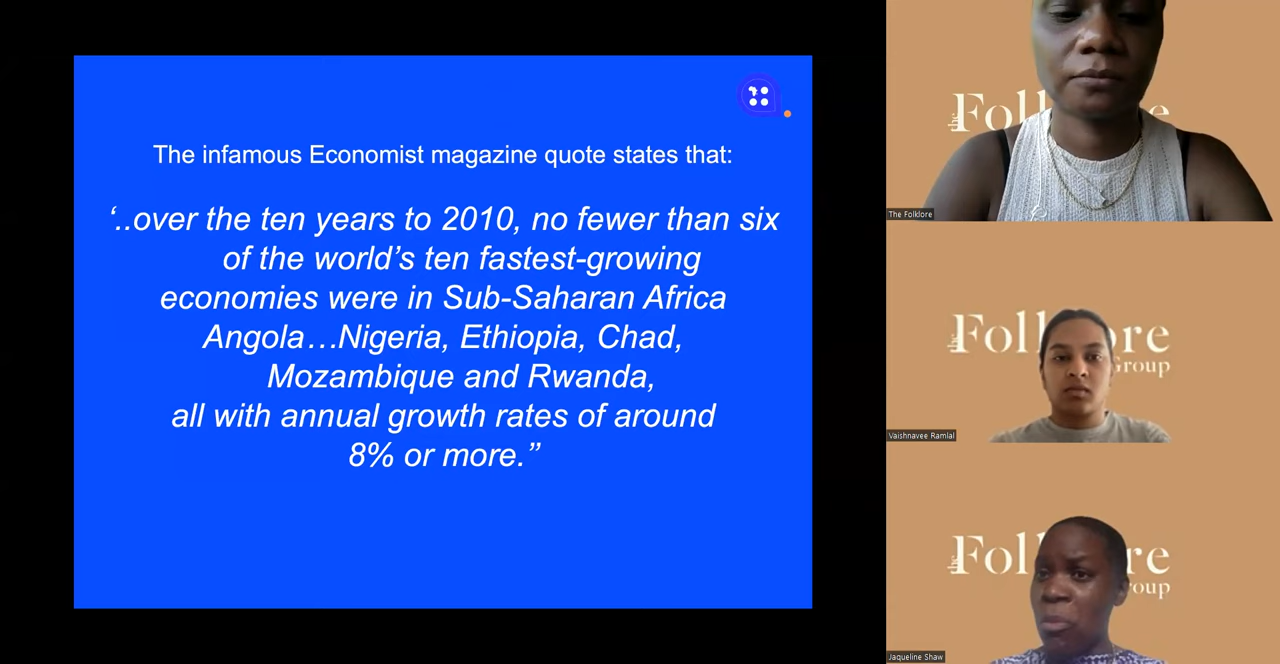 The infamous Economist magazine quote states that:
‘..over the ten years to 2010, no fewer than six
of the world’s ten fastest-growing
economies were in Sub-Saharan Africa
Angola…Nigeria, Ethiopia, Chad,
Mozambique and Rwanda,
all with annual growth rates of around
8% or more.”
The Folklore
Vaishnavee Ramlal
Group
Jaqueline Shaw